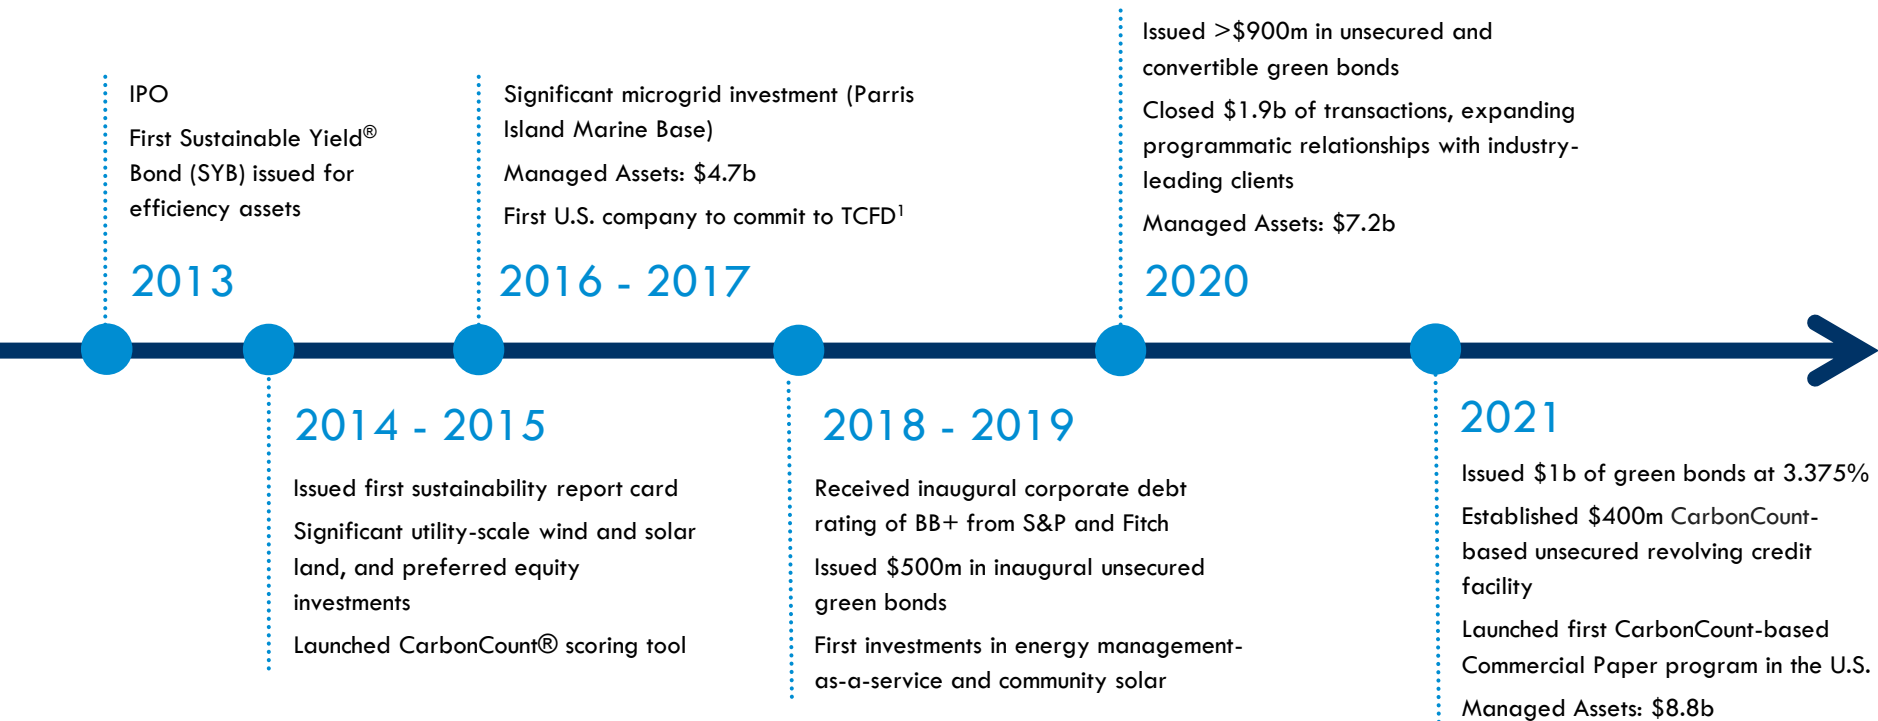 IPO
First Sustainable Yield®
Bond (SYB) issued for
efficiency assets
2013
2014 - 2015
Issued first sustainability report card
Significant utility-scale wind and solar
land, and preferred equity
investments
Launched CarbonCount® scoring tool
Significant microgrid investment (Parris
Island Marine Base)
Managed Assets: $4.7b
First U.S. company to commit to TCFD¹
2016 - 2017
2018 - 2019
Received inaugural corporate debt
rating of BB+ from S&P and Fitch
Issued $500m in inaugural unsecured
green bonds
First investments in energy management-
as-a-service and community solar
Issued >$900m in unsecured and
convertible green bonds
Closed $1.9b of transactions, expanding
programmatic relationships with industry-
leading clients
Managed Assets: $7.2b
2020
2021
Issued $1b of green bonds at 3.375%
Established $400m CarbonCount-
based unsecured revolving credit
facility
Launched first CarbonCount-based
Commercial Paper program in the U.S.
Managed Assets: $8.8b